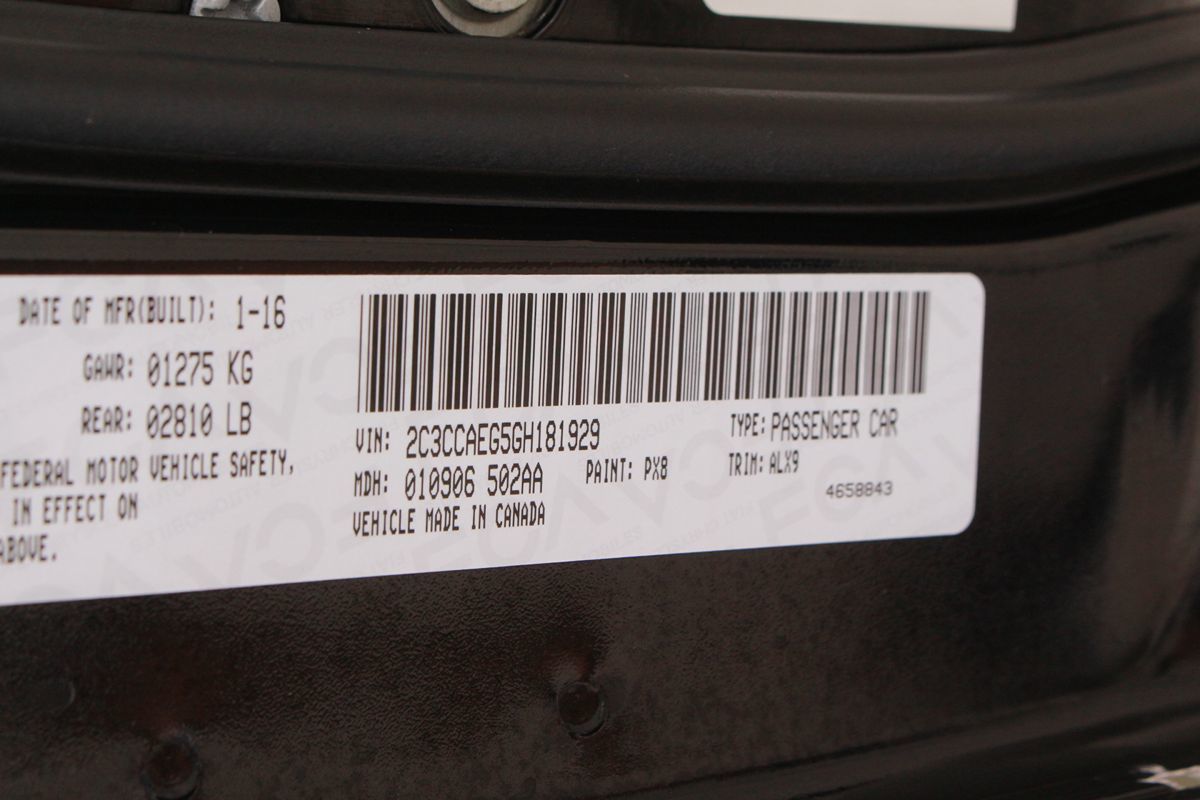 DATE OF MFR(BUILT): 1-16
GAWR: 01275 KG
REAR: 02810 LB
FEDERAL MOTOR VEHICLE SAFETY,
IN EFFECT ON
ABOVE.
VIN: 2C3CCAEG5GH181929
TYPE: PASSENGER CAR
MDH: 010906 502AA
PAINT: PX8
TRIM: ALX9
VEHICLE MADE IN CANADA
4658843